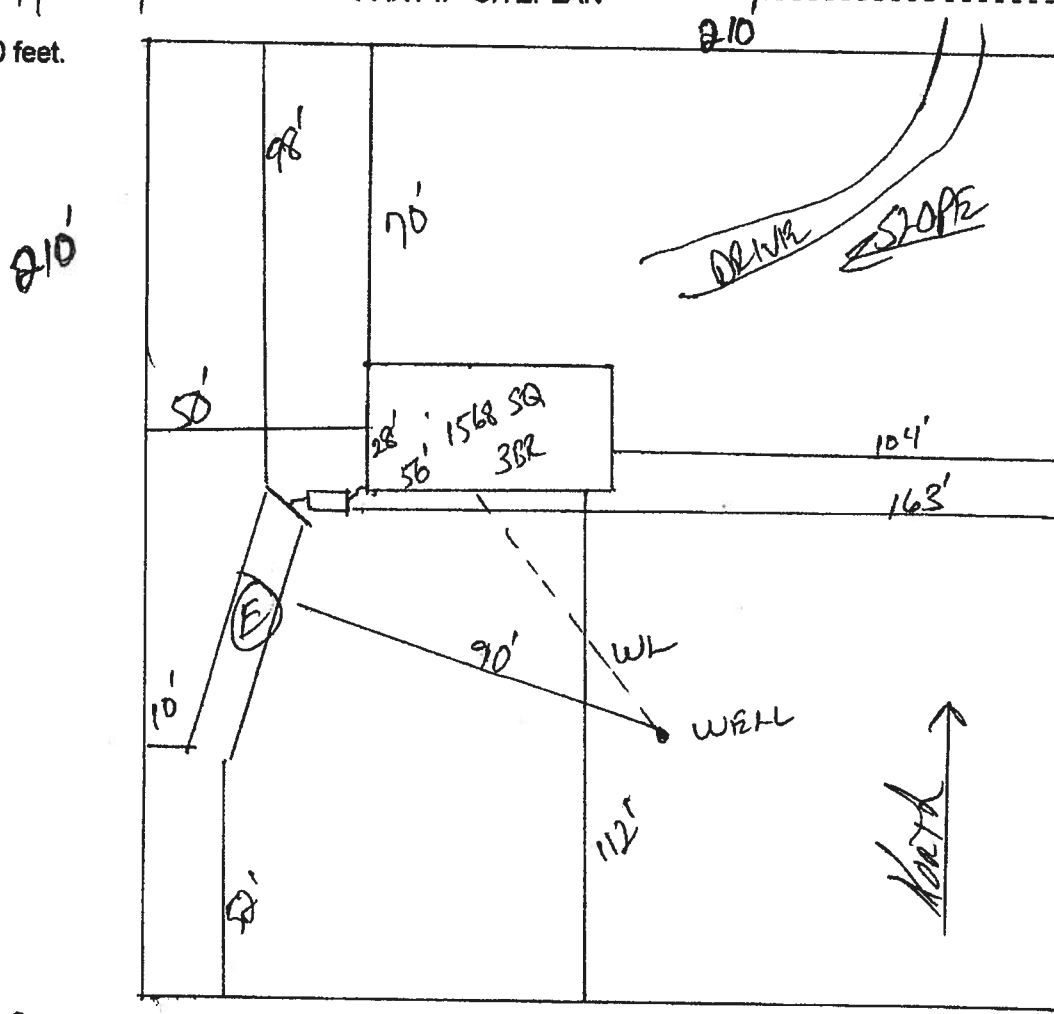 210'
0 feet.
98'
70'
210'
DRIVE
SLOPE
50'
28'
1568 SQ
56'
3BR
104'
163'
E
90'
WL
10'
WELL
112'
North